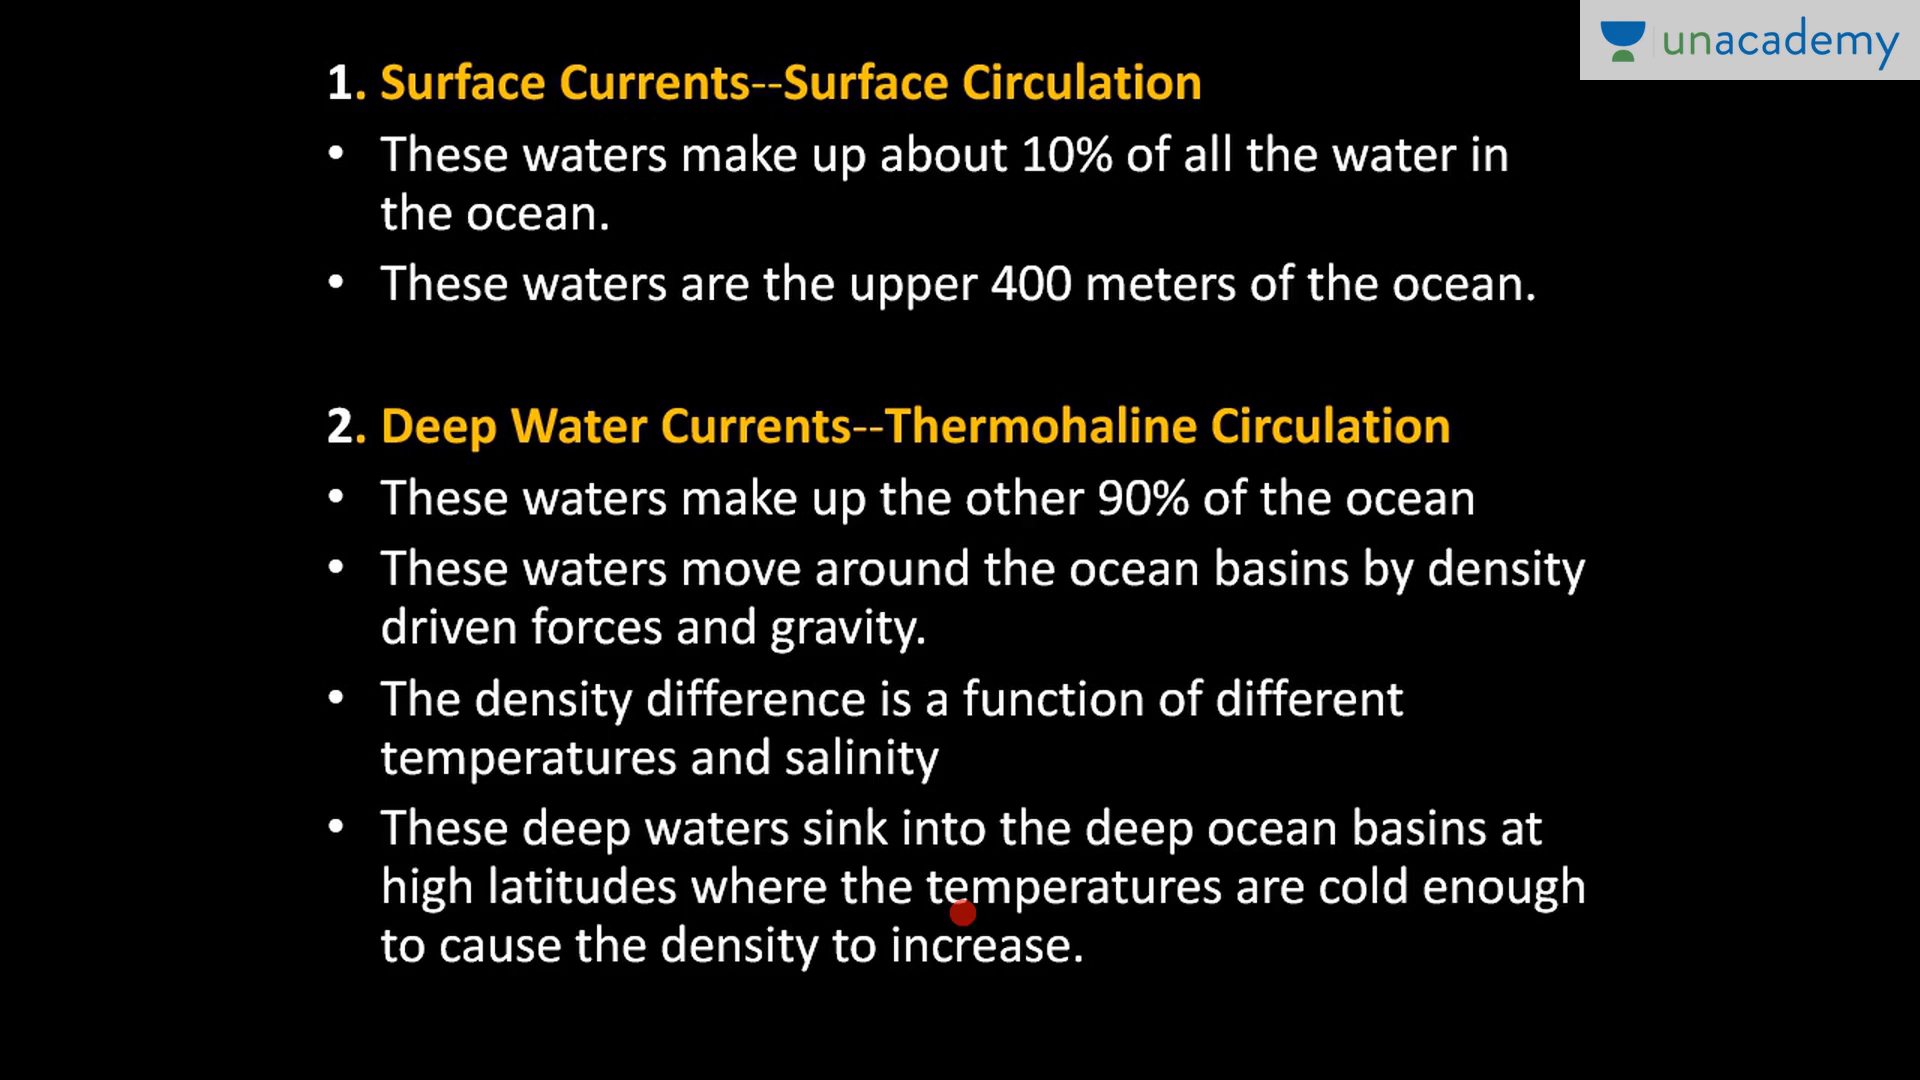 unacademy
1. Surface Currents--Surface Circulation
• These waters make up about 10% of all the water in
the ocean.
• These waters are the upper 400 meters of the ocean.
2. Deep Water Currents--Thermohaline Circulation
• These waters make up the other 90% of the ocean
• These waters move around the ocean basins by density
driven forces and gravity.
• The density difference is a function of different
temperatures and salinity
• These deep waters sink into the deep ocean basins at
high latitudes where the temperatures are cold enough
to cause the density to increase.